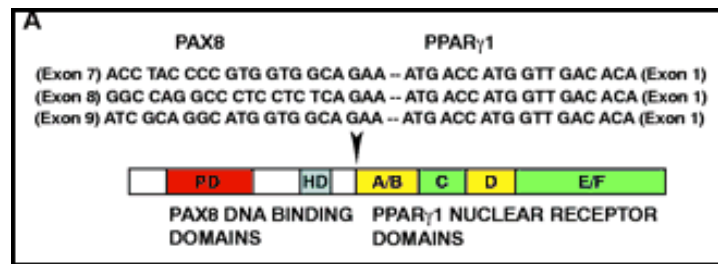 A
PAX8 PPARγ1
(Exon 7) ACC TAC CCC GTG GTG GCA GAA -- ATG ACC ATG GTT GAC ACA (Exon 1)
(Exon 8) GGC CAG GCC CTC CTC TCA GAA -- ATG ACC ATG GTT GAC ACA (Exon 1)
(Exon 9) ATC GCA GGC ATG GTG GCA GAA -- ATG ACC ATG GTT GAC ACA (Exon 1)
PD HD A/B C D E/F
PAX8 DNA BINDING PPARγ1 NUCLEAR RECEPTOR
DOMAINS DOMAINS